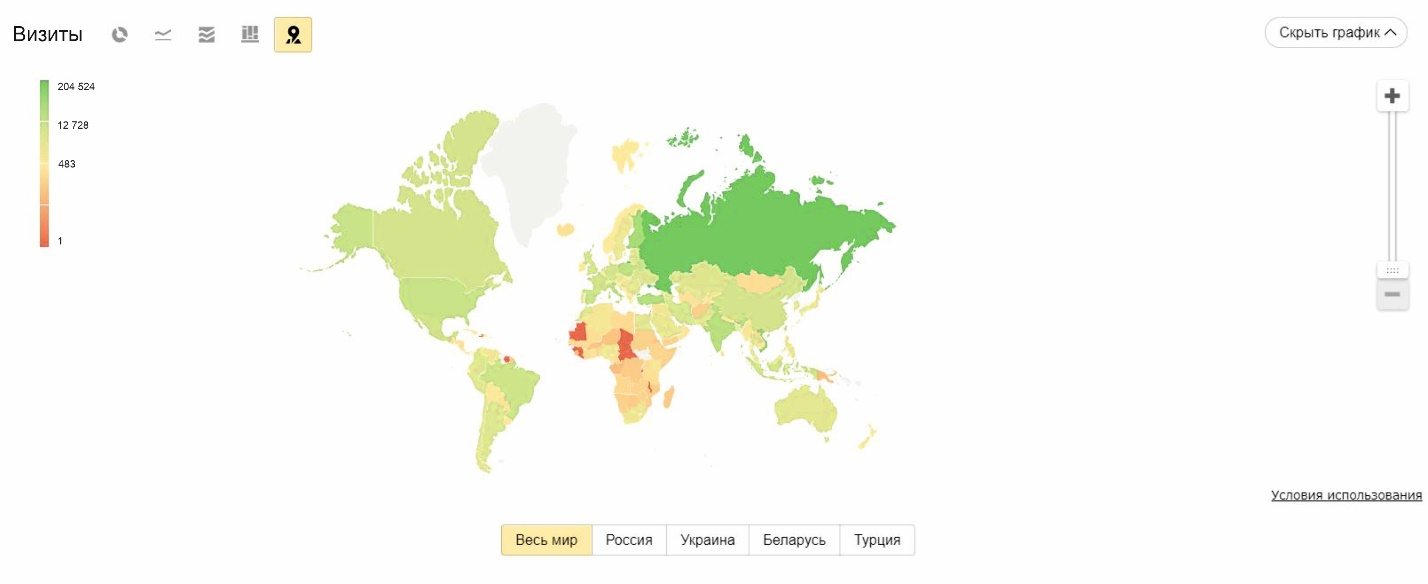 Визиты
Скрыть график
204 524
12 728
483
1
Условия использования
Весь мир
Россия
Украина
Беларусь
Турция